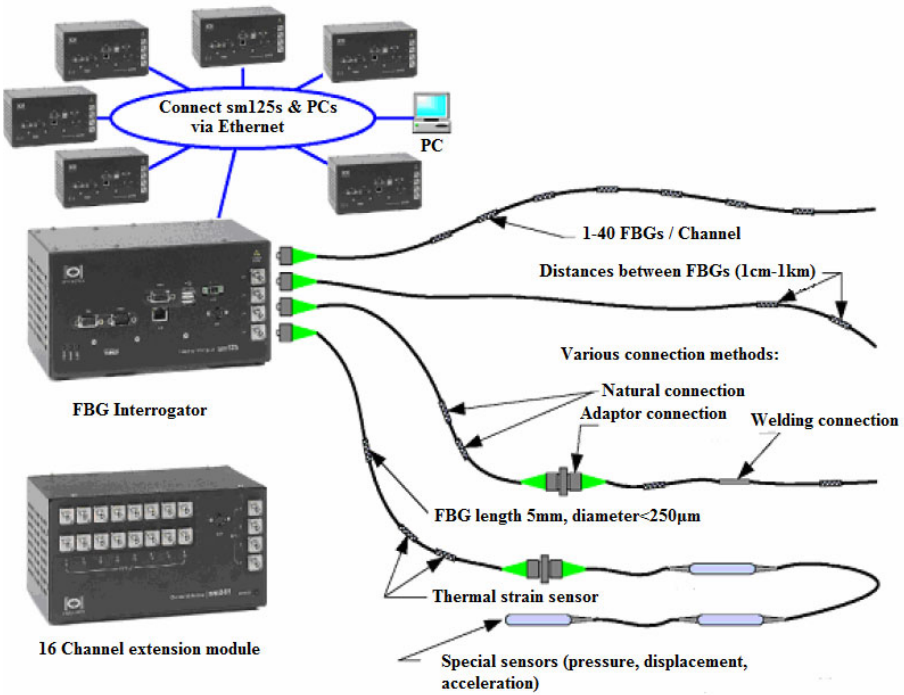 Connect sm125s & PCs
via Ethernet
PC
1-40 FBGs / Channel
Distances between FBGs (1cm-1km)
Various connection methods:
Natural connection
Adaptor connection
Welding connection
FBG Interrogator
FBG length 5mm, diameter<250μm
Thermal strain sensor
16 Channel extension module
Special sensors (pressure, displacement,
acceleration)